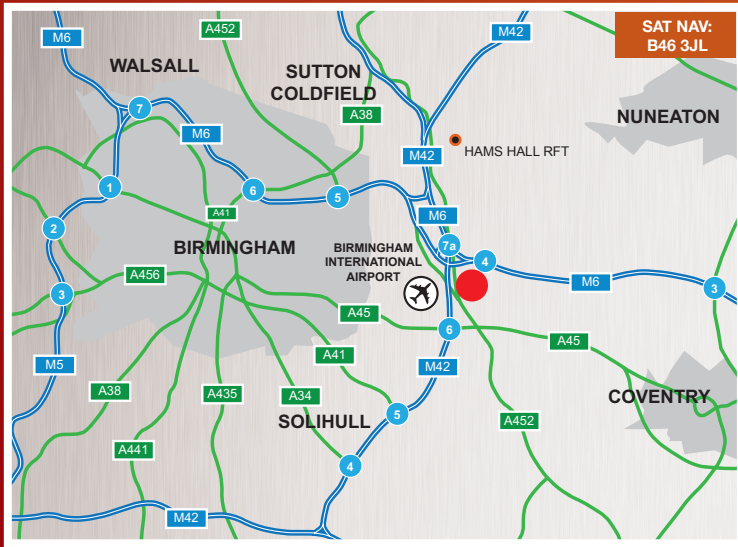 M6
A452
M42
SAT NAV:
B46 3JL
WALSALL
SUTTON
COLDFIELD
NUNEATON
7
M6
A38
M42
HAMS HALL RFT
1
6
5
A41
M6
2
BIRMINGHAM
BIRMINGHAM
INTERNATIONAL
AIRPORT
7a
4
A456
M6
3
3
A45
6
A45
A41
M5
M42
A38
A435
A34
COVENTRY
SOLIHULL
5
A452
A441
4
M42